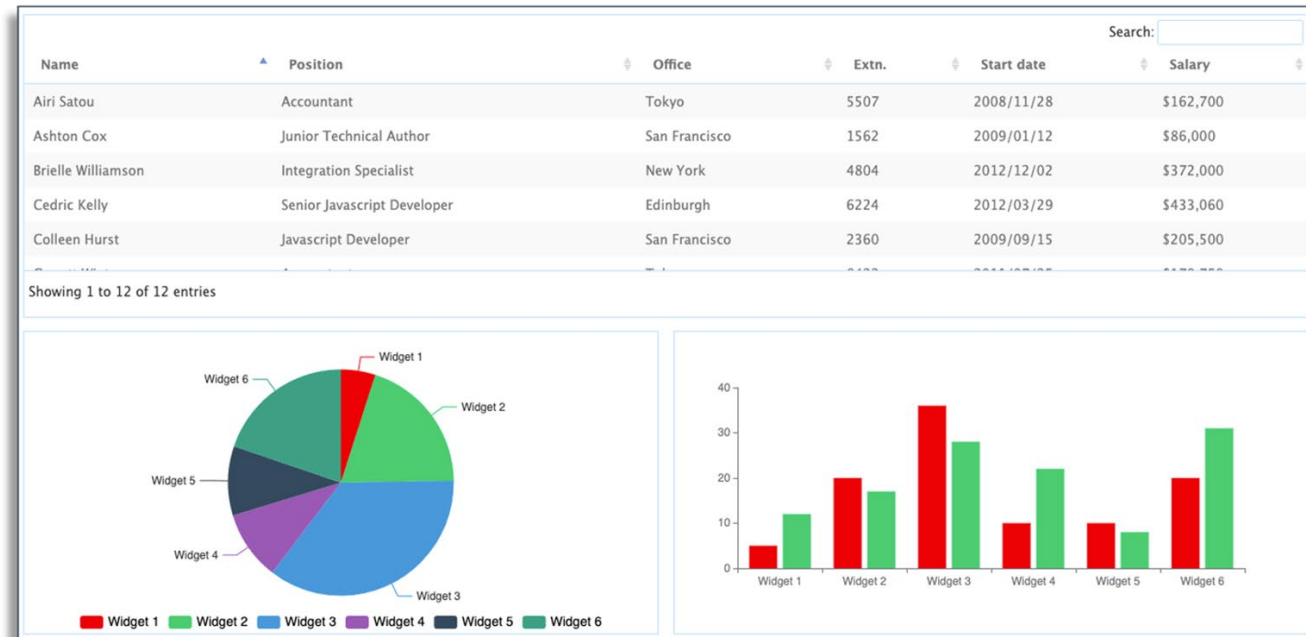 Search:
Name Position Office Extn. Start date Salary
Airi Satou Accountant Tokyo 5507 2008/11/28 $162,700
Ashton Cox Junior Technical Author San Francisco 1562 2009/01/12 $86,000
Brielle Williamson Integration Specialist New York 4804 2012/12/02 $372,000
Cedric Kelly Senior Javascript Developer Edinburgh 6224 2012/03/29 $433,060
Colleen Hurst Javascript Developer San Francisco 2360 2009/09/15 $205,500
Showing 1 to 12 of 12 entries
Widget 1
Widget 6
Widget 2
Widget 5
Widget 4
Widget 3
Widget 1 Widget 2 Widget 3 Widget 4 Widget 5 Widget 6
40
30
20
10
0
Widget 1 Widget 2 Widget 3 Widget 4 Widget 5 Widget 6